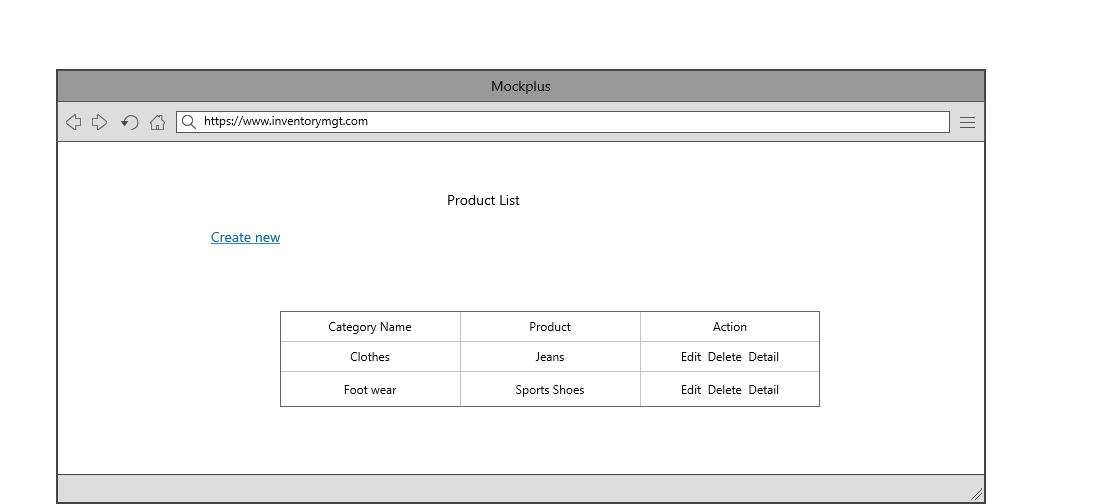 Mockplus
https://www.inventorymgt.com
Product List
Create new
Category Name Product Action
Clothes Jeans Edit Delete Detail
Foot wear Sports Shoes Edit Delete Detail